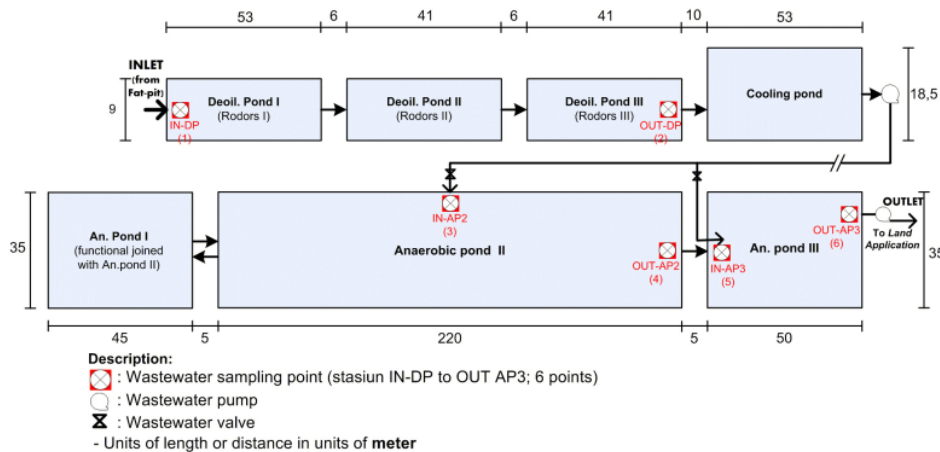 53 6 41 6 41 10 53
INLET
(from
Fat-pit)
9
Deoil. Pond I
(Rodors I)
IN-DP
(1)
Deoil. Pond II
(Rodors II)
Deoil. Pond III
(Rodors III)
OUT-DP
(2)
Cooling pond
18,5
35
An. Pond I
(functional joined
with An.pond II)
IN-AP2
(3)
Anaerobic pond II
OUT-AP2
(4)
An. pond III
IN-AP3
(5)
OUT-AP3
(6)
OUTLET
To Land
Application
35
45 5 220 5 50
Description:
: Wastewater sampling point (stasiun IN-DP to OUT AP3; 6 points)
: Wastewater pump
: Wastewater valve
- Units of length or distance in units of meter